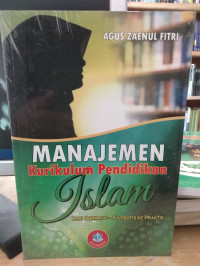 AGUS ZAENUL FITRI
MANAJEMEN
Kurikulum Pendidikan
Islam